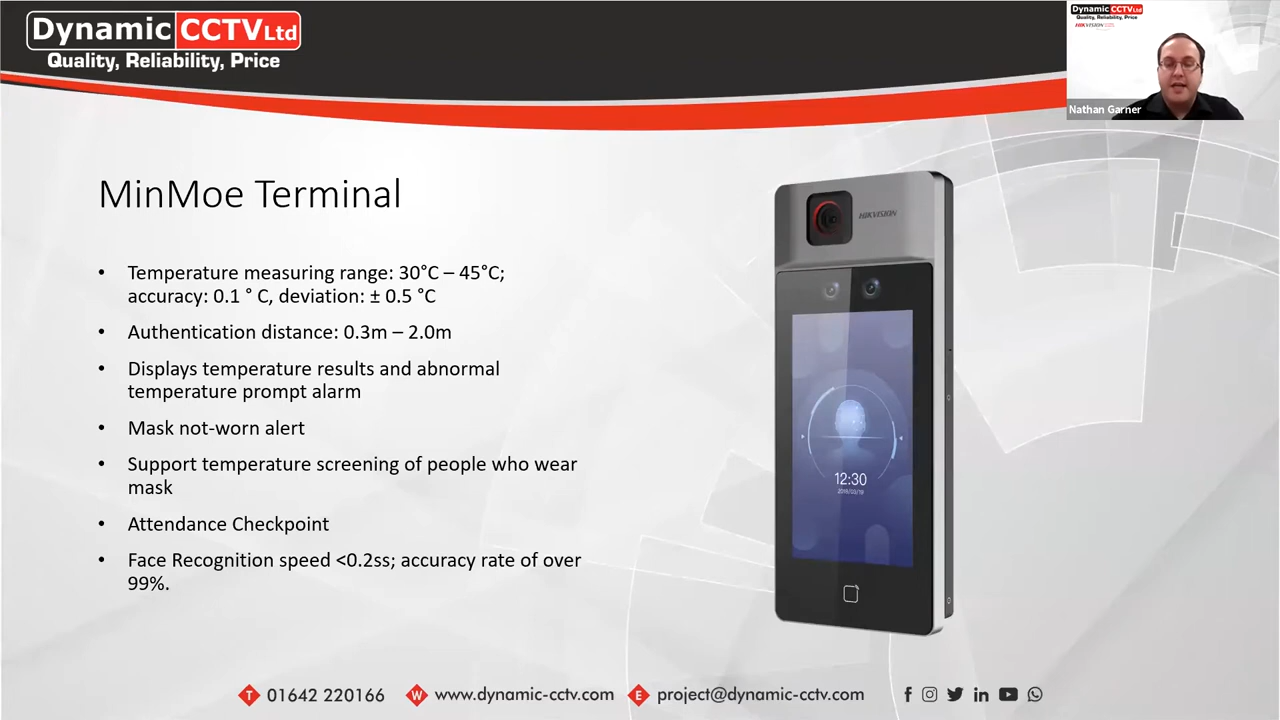 Dynamic CCTV Ltd
Quality, Reliability, Price
Dynamic CCTV Ltd
Quality, Reliability, Price
HIKVISION
Nathan Garner
MinMoe Terminal
• Temperature measuring range: 30°C – 45°C;
accuracy: 0.1 ° C, deviation: ± 0.5 °C
• Authentication distance: 0.3m – 2.0m
• Displays temperature results and abnormal
temperature prompt alarm
• Mask not-worn alert
• Support temperature screening of people who wear
mask
• Attendance Checkpoint
• Face Recognition speed <0.2ss; accuracy rate of over
99%.
HIKVISION
12:30
T 01642 220166 W www.dynamic-cctv.com E project@dynamic-cctv.com